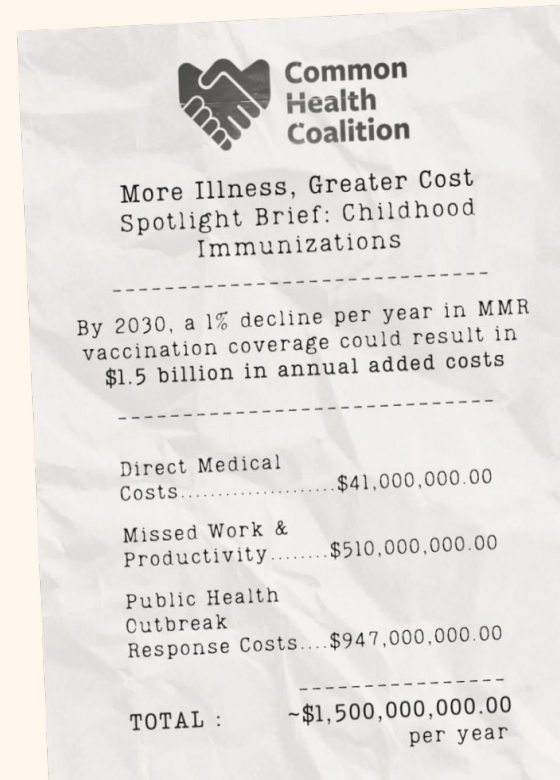 Common
Health
Coalition
More Illness, Greater Cost
Spotlight Brief: Childhood
Immunizations
-----------------------------
By 2030, a 1% decline per year in MMR
vaccination coverage could result in
$1.5 billion in annual added costs
-----------------------------
Direct Medical
Costs.....................$41,000,000.00
Missed Work &
Productivity........$510,000,000.00
Public Health
Outbreak
Response Costs....$947,000,000.00
----------------
TOTAL : ~$1,500,000,000.00
per year